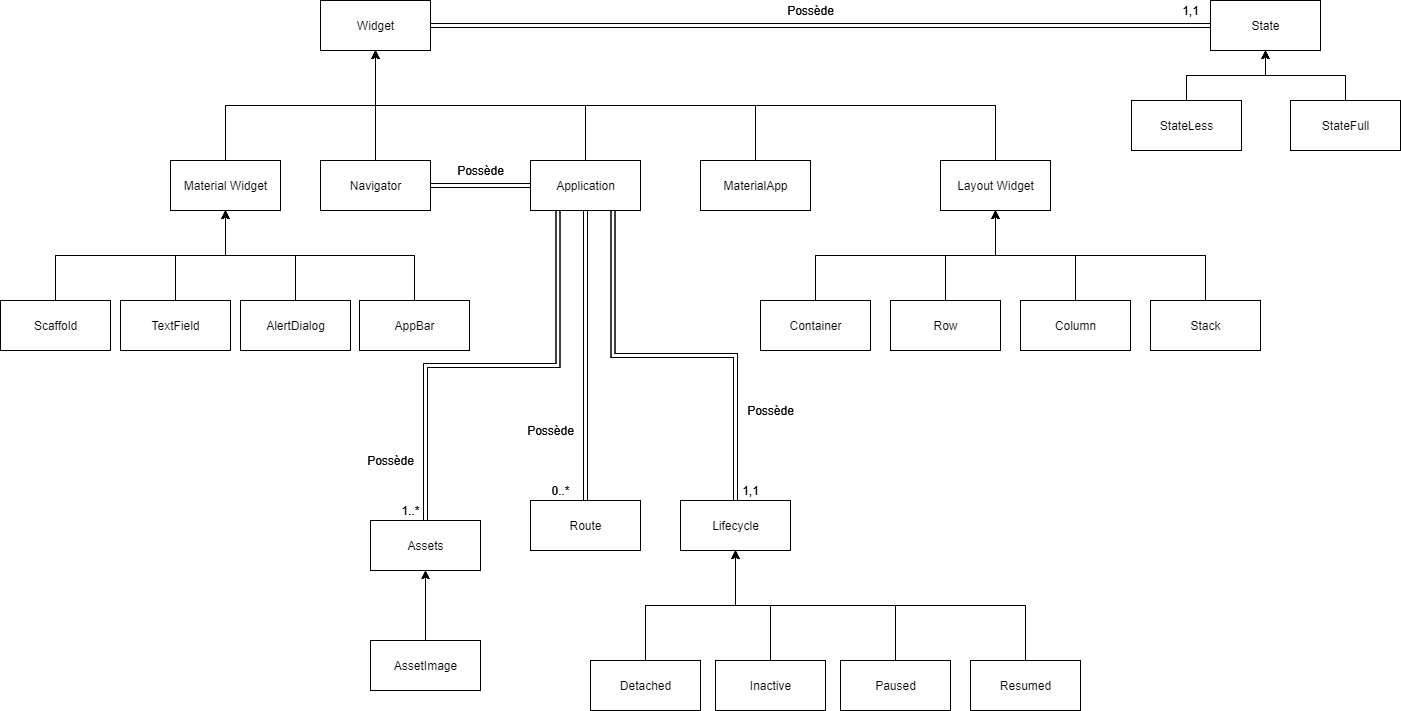 Widget
Possède
1,1
State
StateLess
StateFull
Material Widget
Navigator
Possède
Application
MaterialApp
Layout Widget
Scaffold
TextField
AlertDialog
AppBar
Container
Row
Column
Stack
Possède
Possède
Possède
1..*
0..*
1,1
Assets
Route
Lifecycle
AssetImage
Detached
Inactive
Paused
Resumed